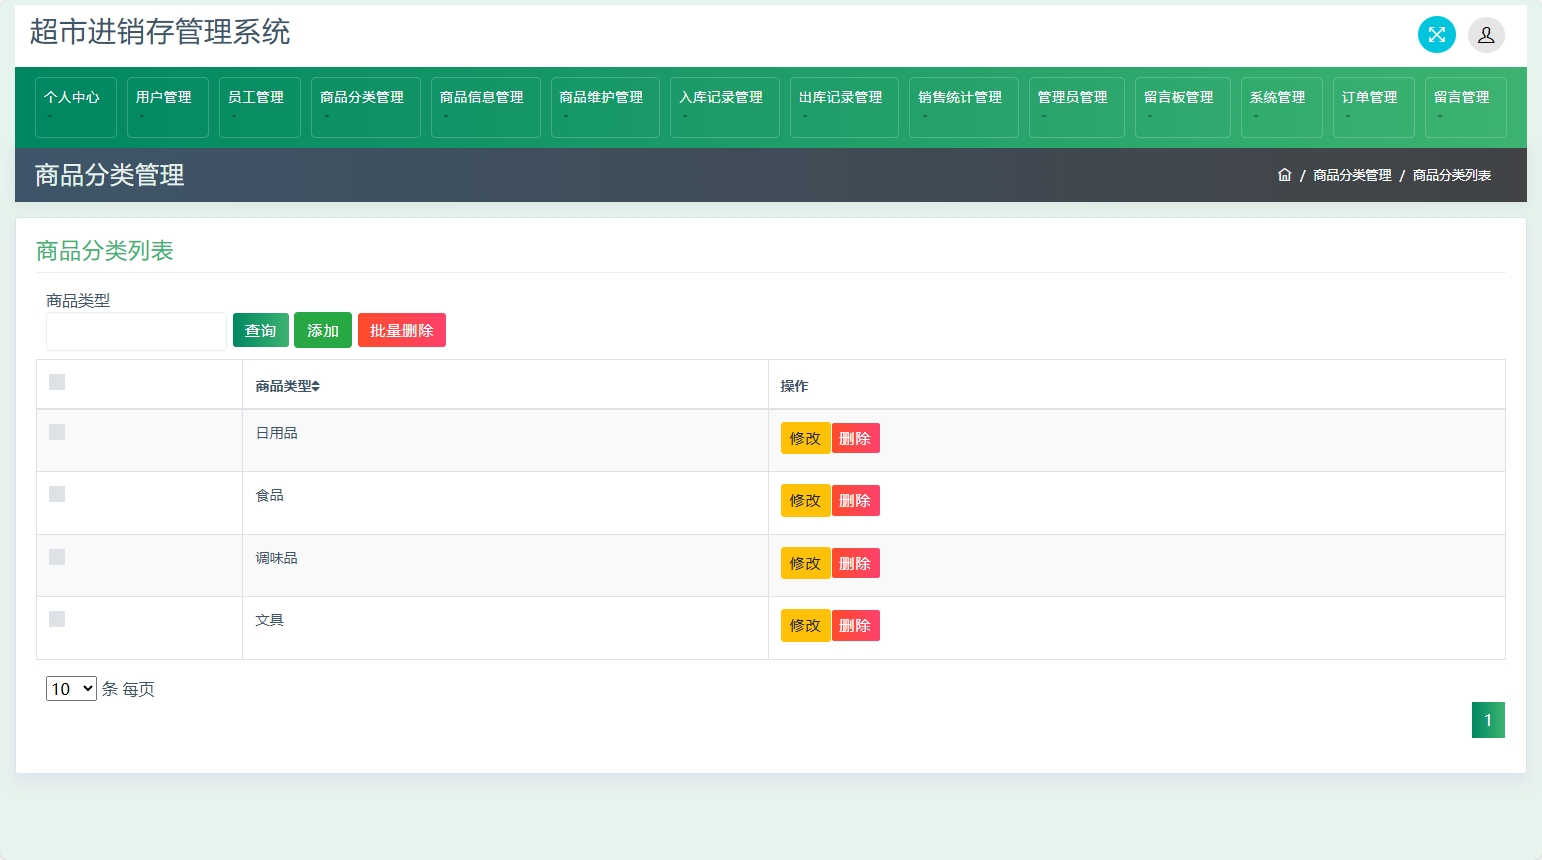 超市进销存管理系统
个人中心 用户管理 员工管理 商品分类管理 商品信息管理 商品维护管理 入库记录管理 出库记录管理 销售统计管理 管理员管理 留言板管理 系统管理 订单管理 留言管理
商品分类管理
/ 商品分类管理 / 商品分类列表
商品分类列表
商品类型
查询 添加 批量删除
商品类型 操作
日用品 修改 删除
食品 修改 删除
调味品 修改 删除
文具 修改 删除
10 条 每页
1